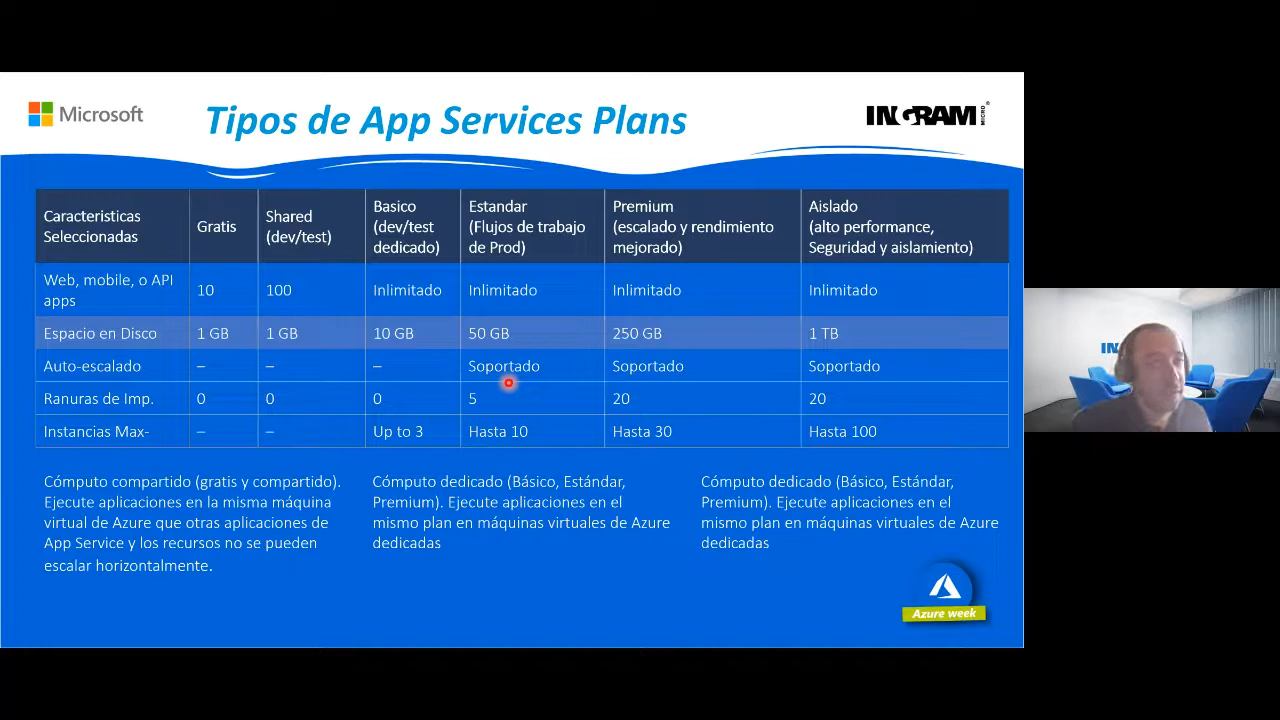 Microsoft
Tipos de App Services Plans
INGRAM
MICRO
Caracteristicas
Seleccionadas
Gratis
Shared
(dev/test)
Basico
(dev/test
dedicado)
Estandar
(Flujos de trabajo
de Prod)
Premium
(escalado y rendimiento
mejorado)
Aislado
(alto performance,
Seguridad y aislamiento)
Web, mobile, o API
apps
10
100
Inlimitado
Inlimitado
Inlimitado
Inlimitado
Espacio en Disco
1 GB
1 GB
10 GB
50 GB
250 GB
1 TB
Auto-escalado
–
–
–
Soportado
Soportado
Soportado
Ranuras de Imp.
0
0
0
5
20
20
Instancias Max-
–
–
Up to 3
Hasta 10
Hasta 30
Hasta 100
Cómputo compartido (gratis y compartido).
Ejecute aplicaciones en la misma máquina
virtual de Azure que otras aplicaciones de
App Service y los recursos no se pueden
escalar horizontalmente.
Cómputo dedicado (Básico, Estándar,
Premium). Ejecute aplicaciones en el
mismo plan en máquinas virtuales de Azure
dedicadas
Cómputo dedicado (Básico, Estándar,
Premium). Ejecute aplicaciones en el
mismo plan en máquinas virtuales de Azure
dedicadas
Azure week